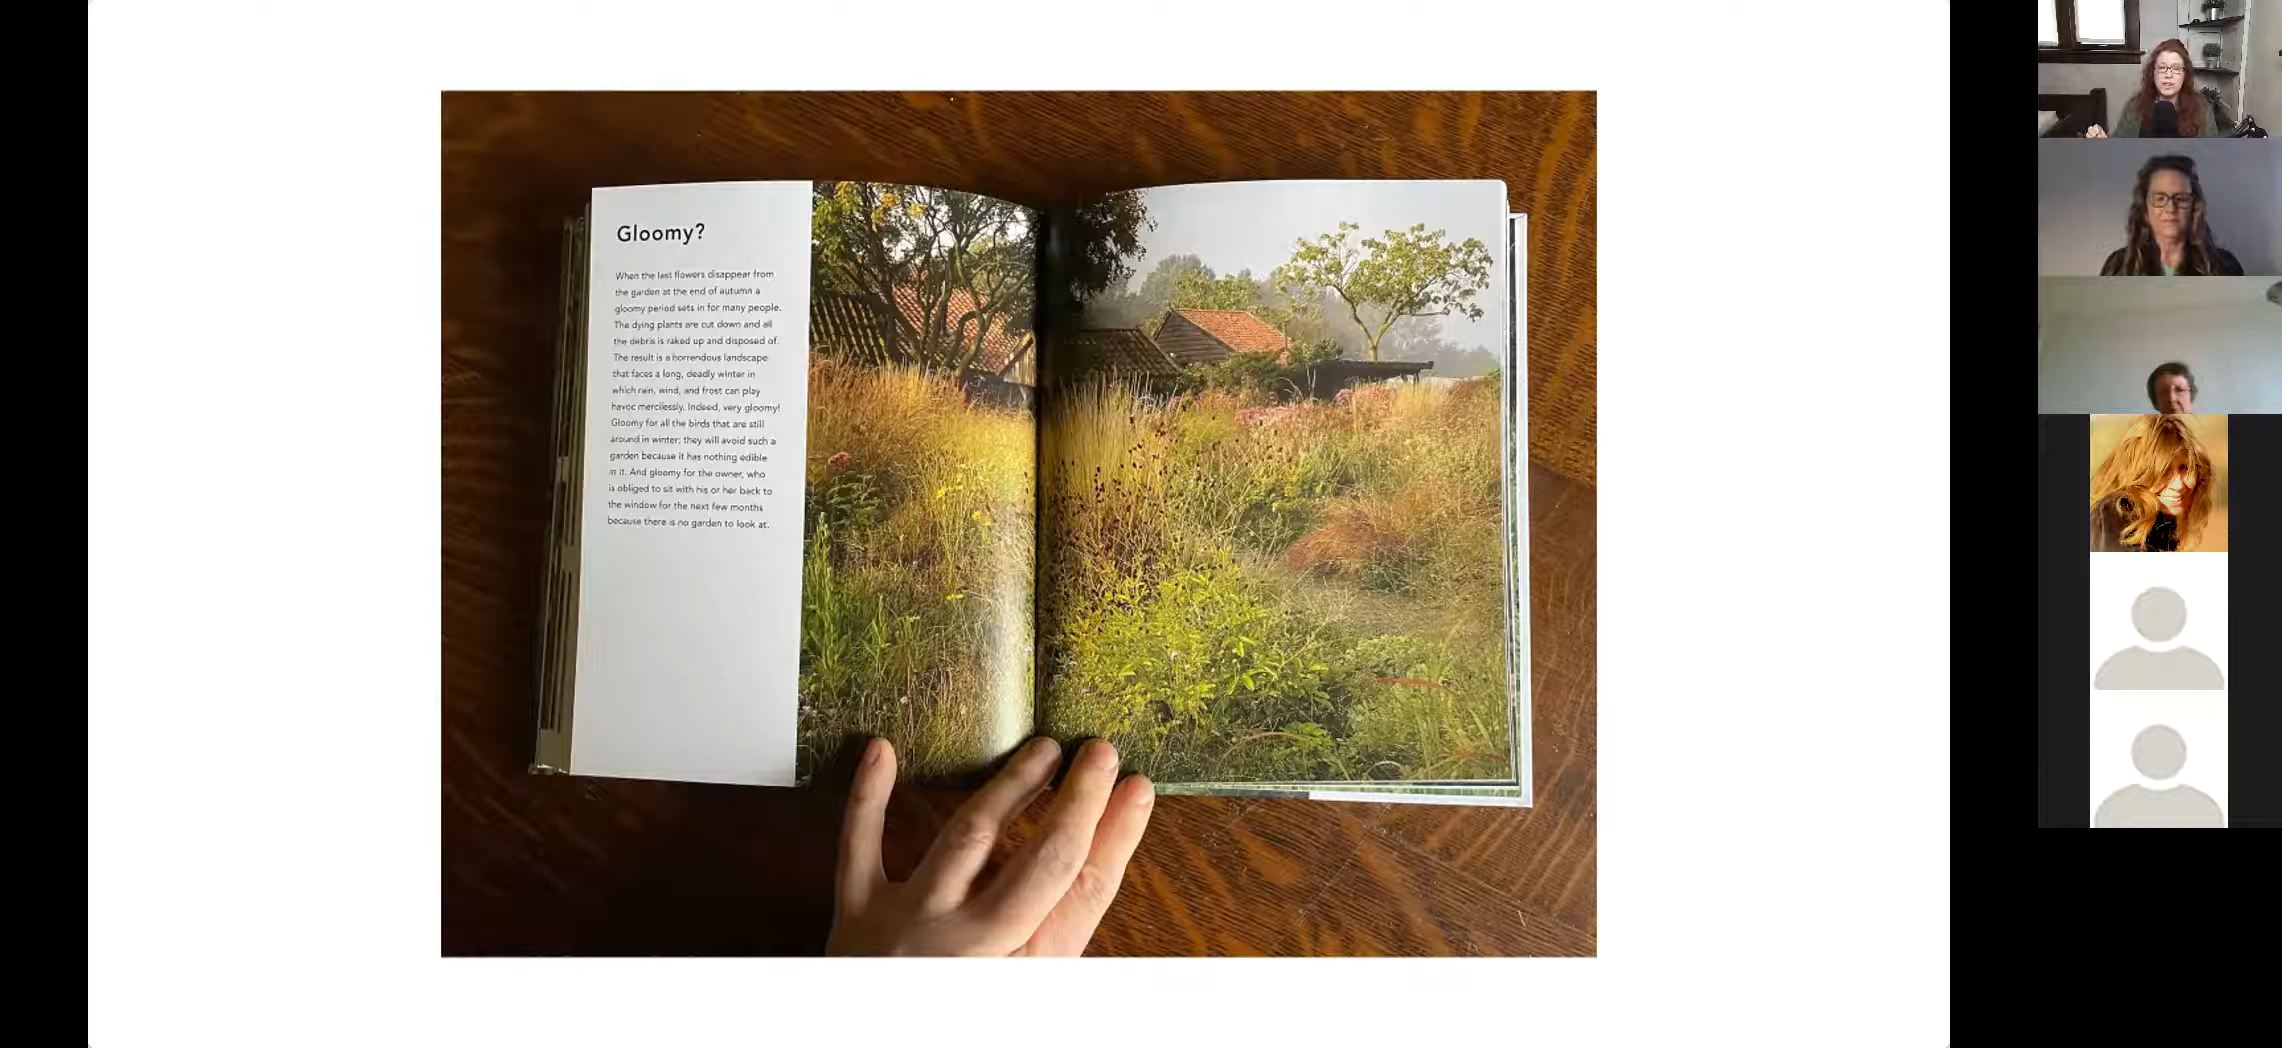 Gloomy?
When the last flowers disappear from
the garden at the end of autumn a
gloomy period sets in for many people.
The dying plants are cut down and all
the debris is raked up and disposed of.
The result is a horrendous landscape
that faces a long, deadly winter in
which rain, wind, and frost can play
havoc mercilessly. Indeed, very gloomy!
Gloomy for all the birds that are still
around in winter: they will avoid such a
garden because it has nothing edible
in it. And gloomy for the owner, who
is obliged to sit with his or her back to
the window for the next few months
because there is no garden to look at.